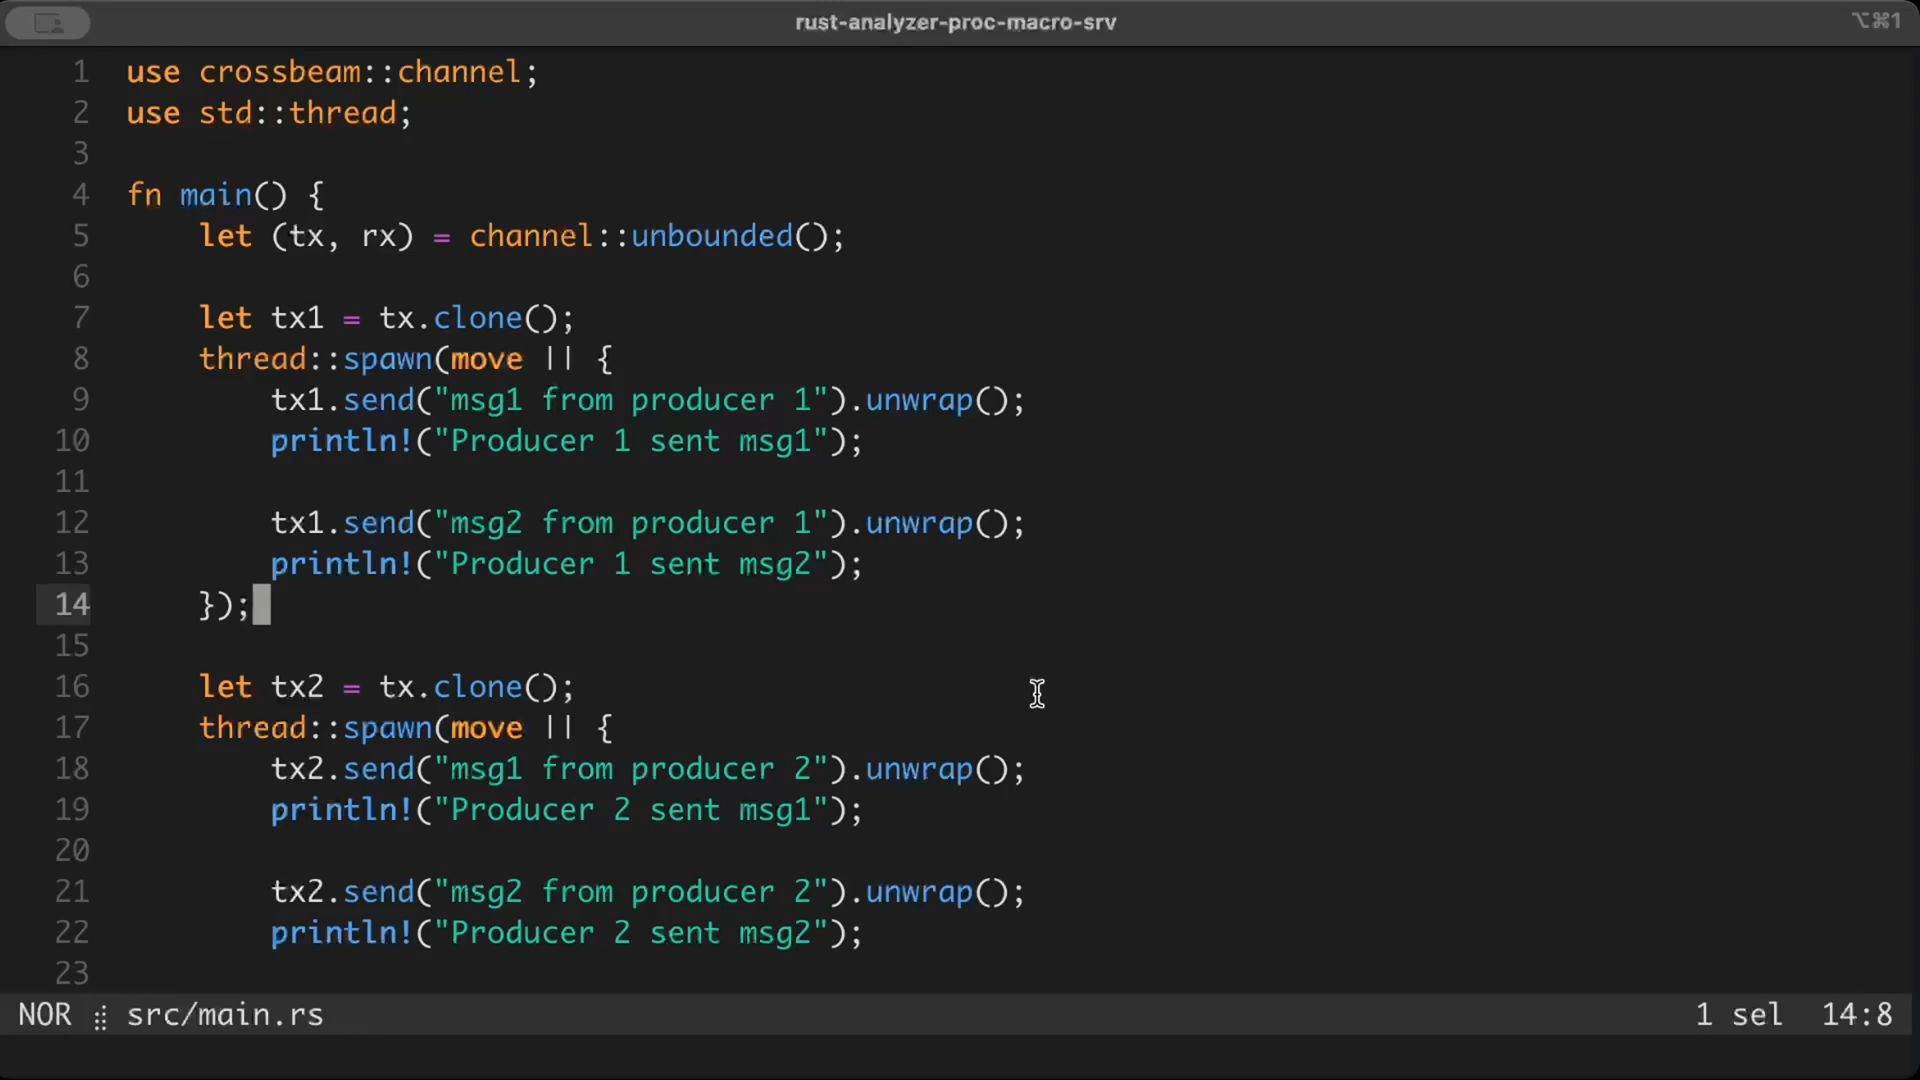 rust-analyzer-proc-macro-srv ⌥⌘1
1 use crossbeam::channel;
2 use std::thread;
3
4 fn main() {
5     let (tx, rx) = channel::unbounded();
6
7     let tx1 = tx.clone();
8     thread::spawn(move || {
9         tx1.send("msg1 from producer 1").unwrap();
10         println!("Producer 1 sent msg1");
11
12         tx1.send("msg2 from producer 1").unwrap();
13         println!("Producer 1 sent msg2");
14     });
15
16     let tx2 = tx.clone();
17     thread::spawn(move || {
18         tx2.send("msg1 from producer 2").unwrap();
19         println!("Producer 2 sent msg1");
20
21         tx2.send("msg2 from producer 2").unwrap();
22         println!("Producer 2 sent msg2");
23
NOR ⣾ src/main.rs 1 sel 14:8